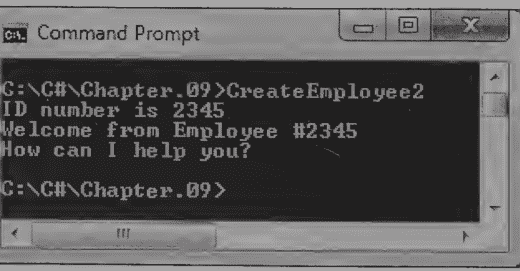 Command Prompt
C:\C#\Chapter.09>CreateEmployee2
ID number is 2345
Welcome from Employee #2345
How can I help you?
C:\C#\Chapter.09>